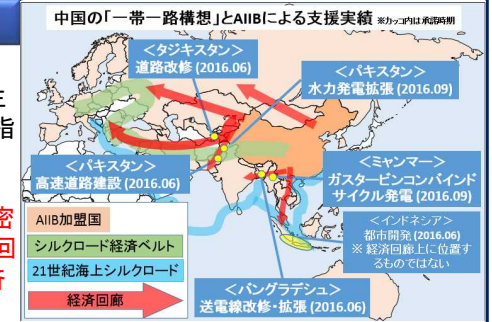 中国の「一帯一路構想」とAIIBによる支援実績 ※カッコ内は承諾時期
＜タジキスタン＞
道路改修 (2016.06)
＜パキスタン＞
水力発電拡張 (2016.09)
指
＜パキスタン＞
高速道路建設 (2016.06)
＜ミャンマー＞
ガスタービンコンバインド
サイクル発電 (2016.09)
密
回
AIIB加盟国
シルクロード経済ベルト
21世紀海上シルクロード
経済回廊
＜インドネシア＞
都市開発 (2016.06)
※ 経済回廊上に位置す
るものではない
＜バングラデシュ＞
送電線改修・拡張 (2016.06)